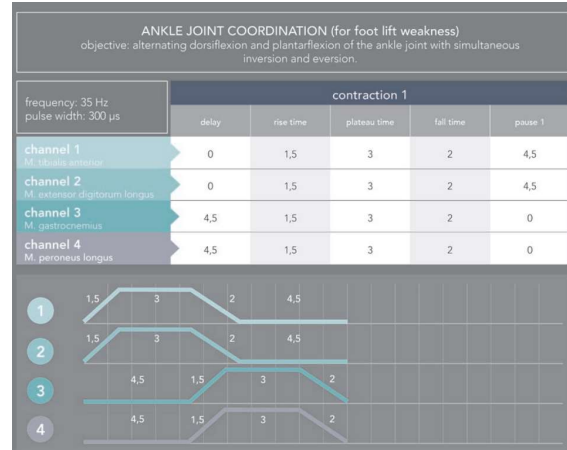 ANKLE JOINT COORDINATION (for foot lift weakness)
objective: alternating dorsiflexion and plantarflexion of the ankle joint with simultaneous
inversion and eversion.
frequency: 35 Hz
pulse width: 300 µs
contraction 1
delay rise time plateau time fall time pause 1
channel 1
M. tibialis anterior
0 1,5 3 2 4,5
channel 2
M. extensor digitorum longus
0 1,5 3 2 4,5
channel 3
M. gastrocnemius
4,5 1,5 3 2 0
channel 4
M. peroneus longus
4,5 1,5 3 2 0
1 1,5 3 2 4,5
2 1,5 3 2 4,5
3 4,5 1,5 3 2
4 4,5 1,5 3 2